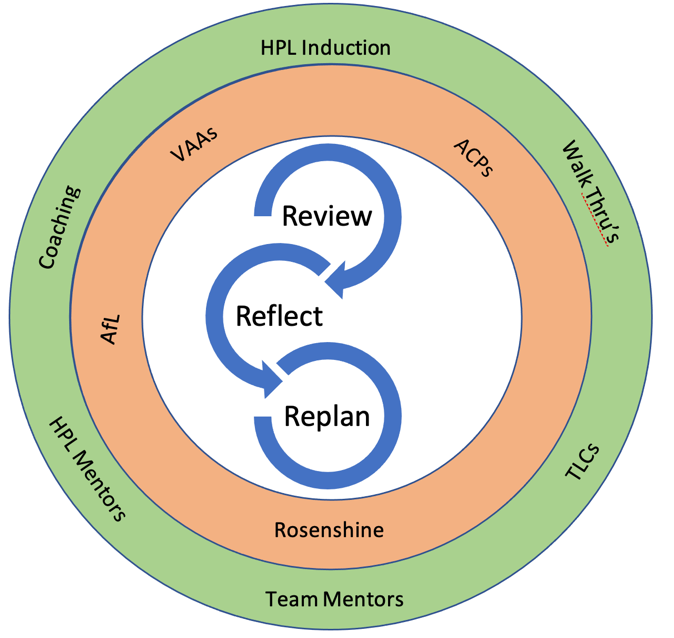 HPL Induction
VAAs
ACPs
Walk Thru's
Coaching
Review
Reflect
AfL
Replan
HPL Mentors
TLCs
Rosenshine
Team Mentors